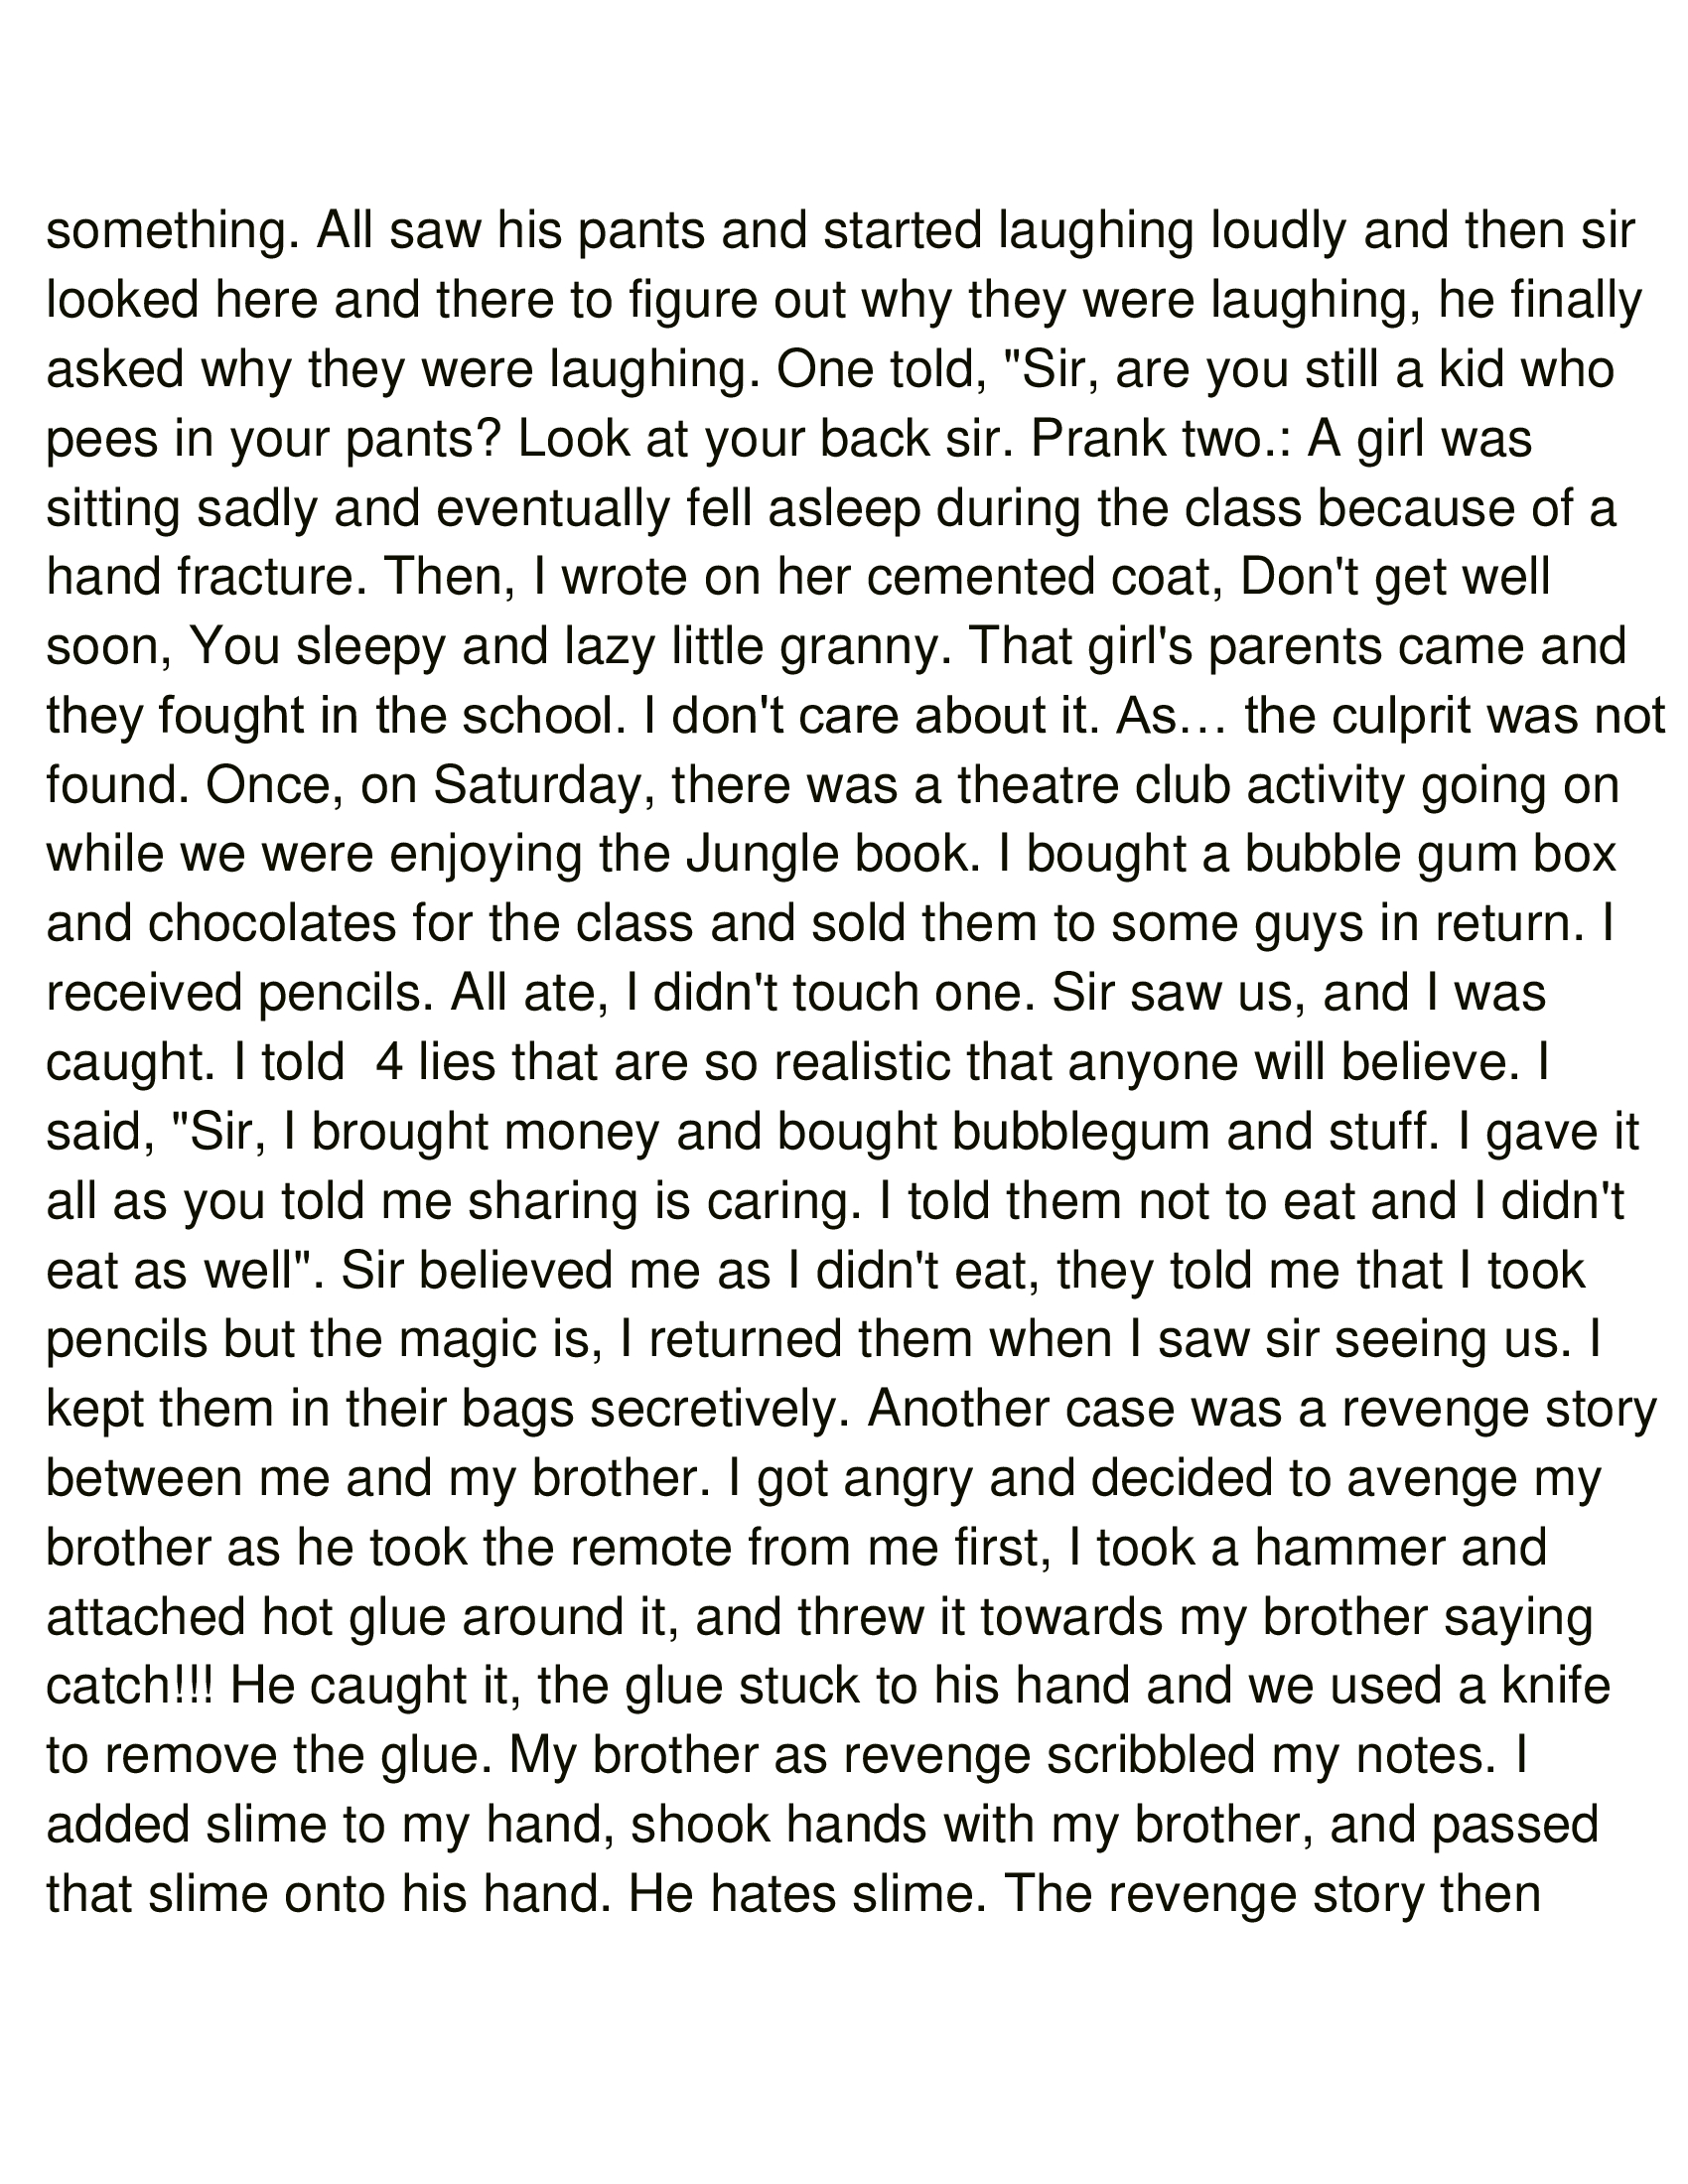 something. All saw his pants and started laughing loudly and then sir
looked here and there to figure out why they were laughing, he finally
asked why they were laughing. One told, "Sir, are you still a kid who
pees in your pants? Look at your back sir. Prank two.: A girl was
sitting sadly and eventually fell asleep during the class because of a
hand fracture. Then, I wrote on her cemented coat, Don't get well
soon, You sleepy and lazy little granny. That girl's parents came and
they fought in the school. I don't care about it. As… the culprit was not
found. Once, on Saturday, there was a theatre club activity going on
while we were enjoying the Jungle book. I bought a bubble gum box
and chocolates for the class and sold them to some guys in return. I
received pencils. All ate, I didn't touch one. Sir saw us, and I was
caught. I told  4 lies that are so realistic that anyone will believe. I
said, "Sir, I brought money and bought bubblegum and stuff. I gave it
all as you told me sharing is caring. I told them not to eat and I didn't
eat as well". Sir believed me as I didn't eat, they told me that I took
pencils but the magic is, I returned them when I saw sir seeing us. I
kept them in their bags secretively. Another case was a revenge story
between me and my brother. I got angry and decided to avenge my
brother as he took the remote from me first, I took a hammer and
attached hot glue around it, and threw it towards my brother saying
catch!!! He caught it, the glue stuck to his hand and we used a knife
to remove the glue. My brother as revenge scribbled my notes. I
added slime to my hand, shook hands with my brother, and passed
that slime onto his hand. He hates slime. The revenge story then